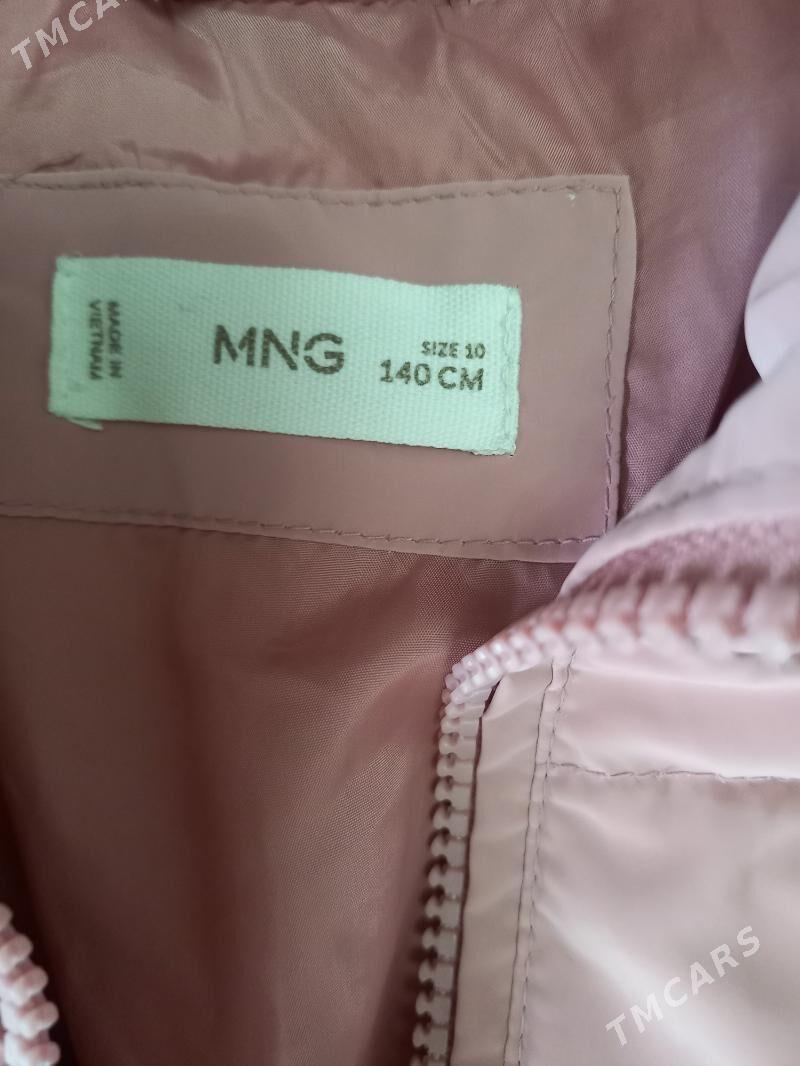 TMCARS
MADE IN
VIETNAM
MNG
SIZE 10
140 CM
TMCARS